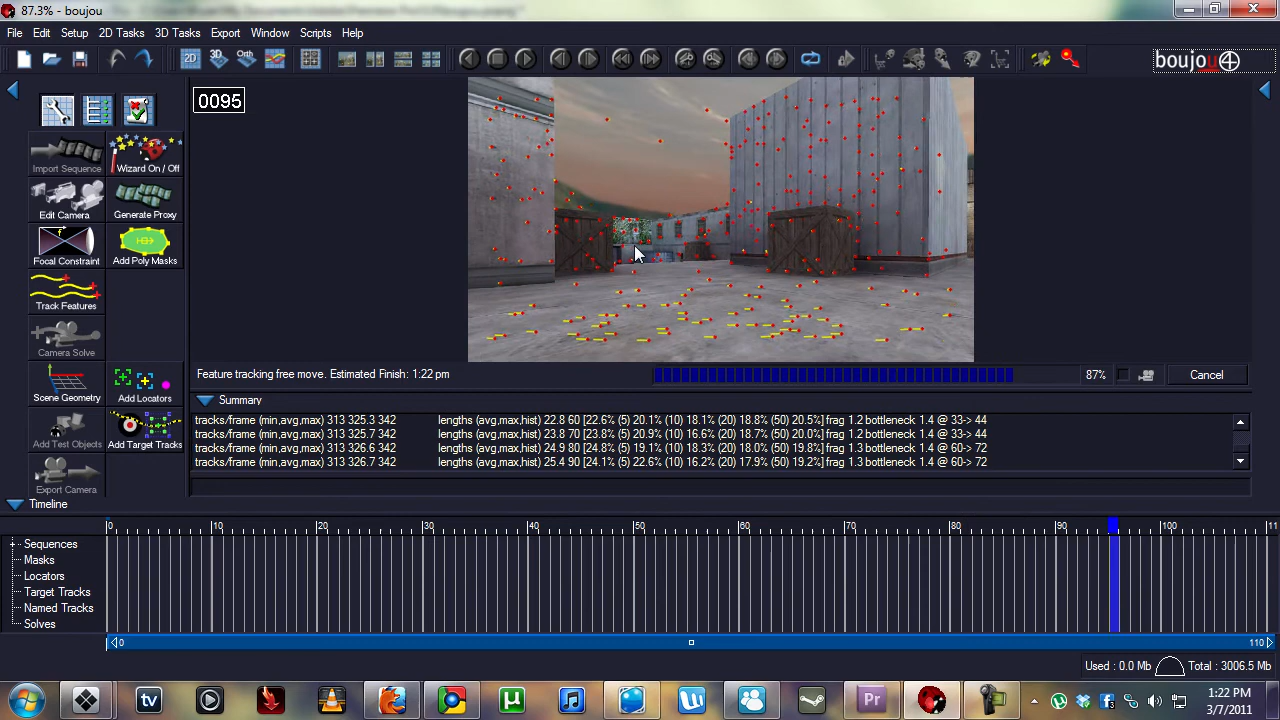 87.3% - boujou
File Edit Setup 2D Tasks 3D Tasks Export Window Scripts Help
2D 3D Orth
boujou4
0095
Import Sequence Wizard On / Off
Edit Camera Generate Proxy
Focal Constraint Add Poly Masks
Track Features
Camera Solve
Scene Geometry Add Locators
Add Test Objects Add Target Tracks
Export Camera
Feature tracking free move. Estimated Finish: 1:22 pm 87% Cancel
Summary
tracks/frame (min,avg,max) 313 325.3 342 lengths (avg,max,hist) 22.8 60 [22.6% (5) 20.1% (10) 18.1% (20) 18.8% (50) 20.5%] frag 1.2 bottleneck 1.4 @ 33-> 44
tracks/frame (min,avg,max) 313 325.7 342 lengths (avg,max,hist) 23.8 70 [23.8% (5) 20.9% (10) 16.6% (20) 18.7% (50) 20.0%] frag 1.2 bottleneck 1.4 @ 33-> 44
tracks/frame (min,avg,max) 313 326.6 342 lengths (avg,max,hist) 24.9 80 [24.8% (5) 19.1% (10) 18.3% (20) 18.0% (50) 19.8%] frag 1.3 bottleneck 1.4 @ 60-> 72
tracks/frame (min,avg,max) 313 326.7 342 lengths (avg,max,hist) 25.4 90 [24.1% (5) 22.6% (10) 16.2% (20) 17.9% (50) 19.2%] frag 1.3 bottleneck 1.4 @ 60-> 72
Timeline
0 10 20 30 40 50 60 70 80 90 100 11
Sequences
Masks
Locators
Target Tracks
Named Tracks
Solves
0 110
Used : 0.0 Mb Total : 3006.5 Mb
tv µ W Pr
1:22 PM
3/7/2011